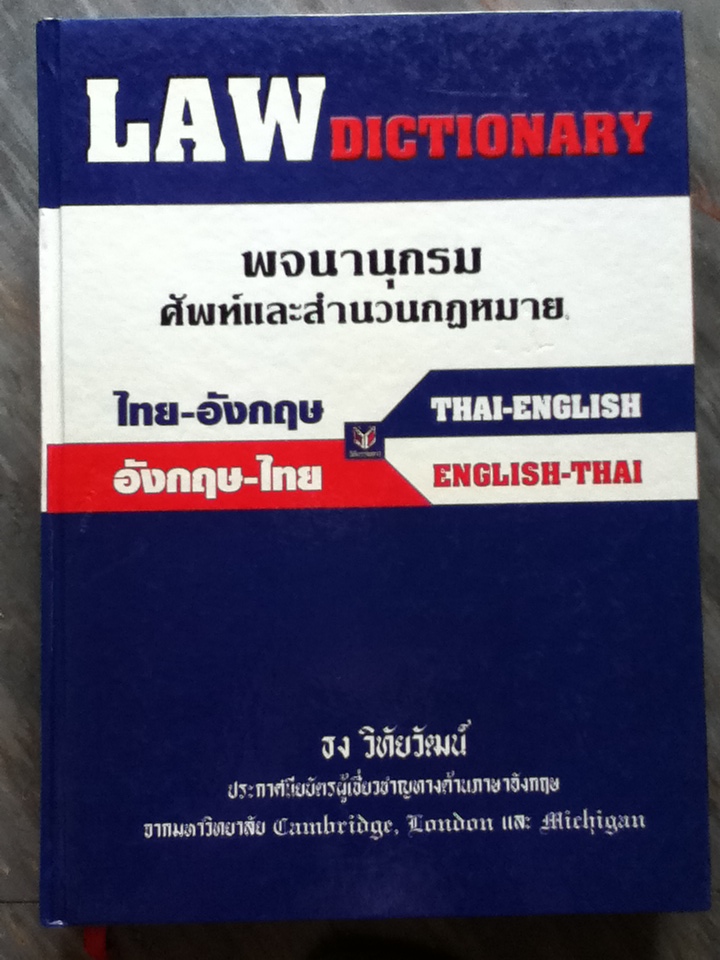 LAW DICTIONARY
พจนานุกรม
ศัพท์และสำนวนกฎหมาย
ไทย-อังกฤษ THAI-ENGLISH
อังกฤษ-ไทย ENGLISH-THAI
ธง วิทัยวัฒน์
ประกาศนียบัตรผู้เชี่ยวชาญทางด้านภาษาอังกฤษ
จากมหาวิทยาลัย Cambridge, London และ Michigan